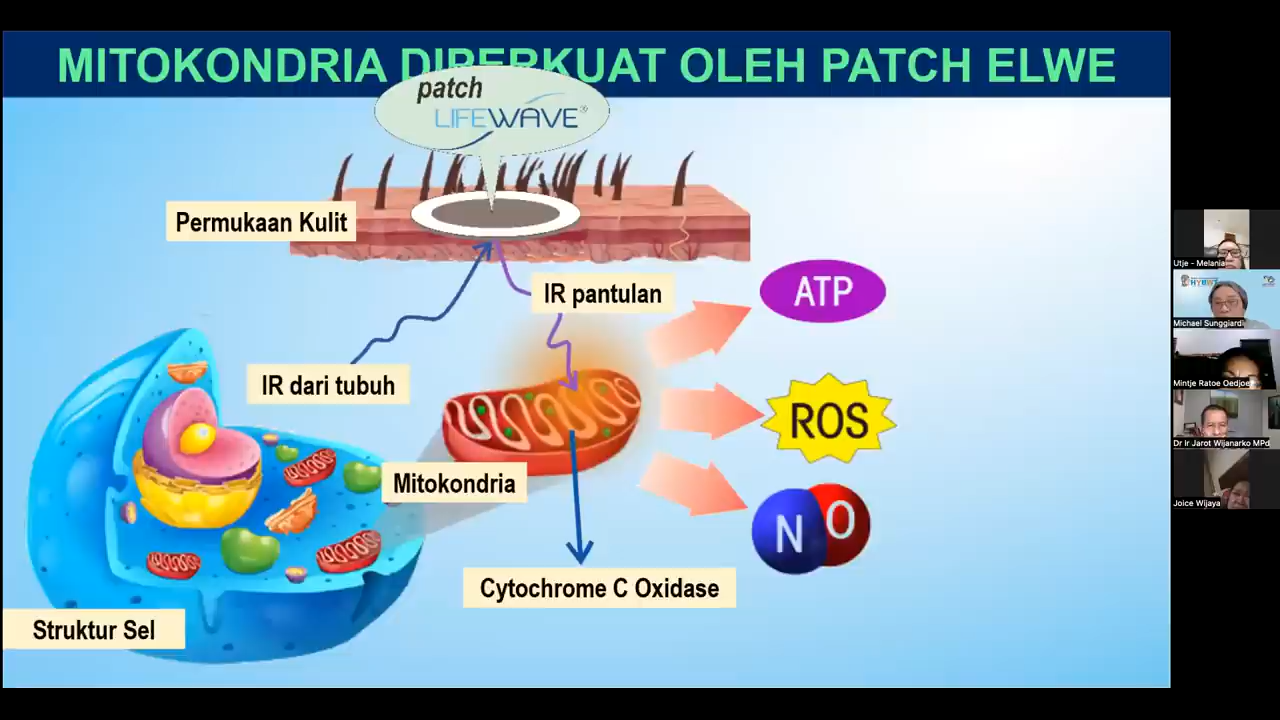 MITOKONDRIA DIPERKUAT OLEH PATCH ELWE
patch
LIFEWAVE®
Permukaan Kulit
IR pantulan
ATP
IR dari tubuh
ROS
Mitokondria
N O
Cytochrome C Oxidase
Struktur Sel
Utje - Melania
Michael Sunggiardi
Mintje Ratoe Oedjoe
Dr Ir Jarot Wijanarko MPd
Joice Wijaya